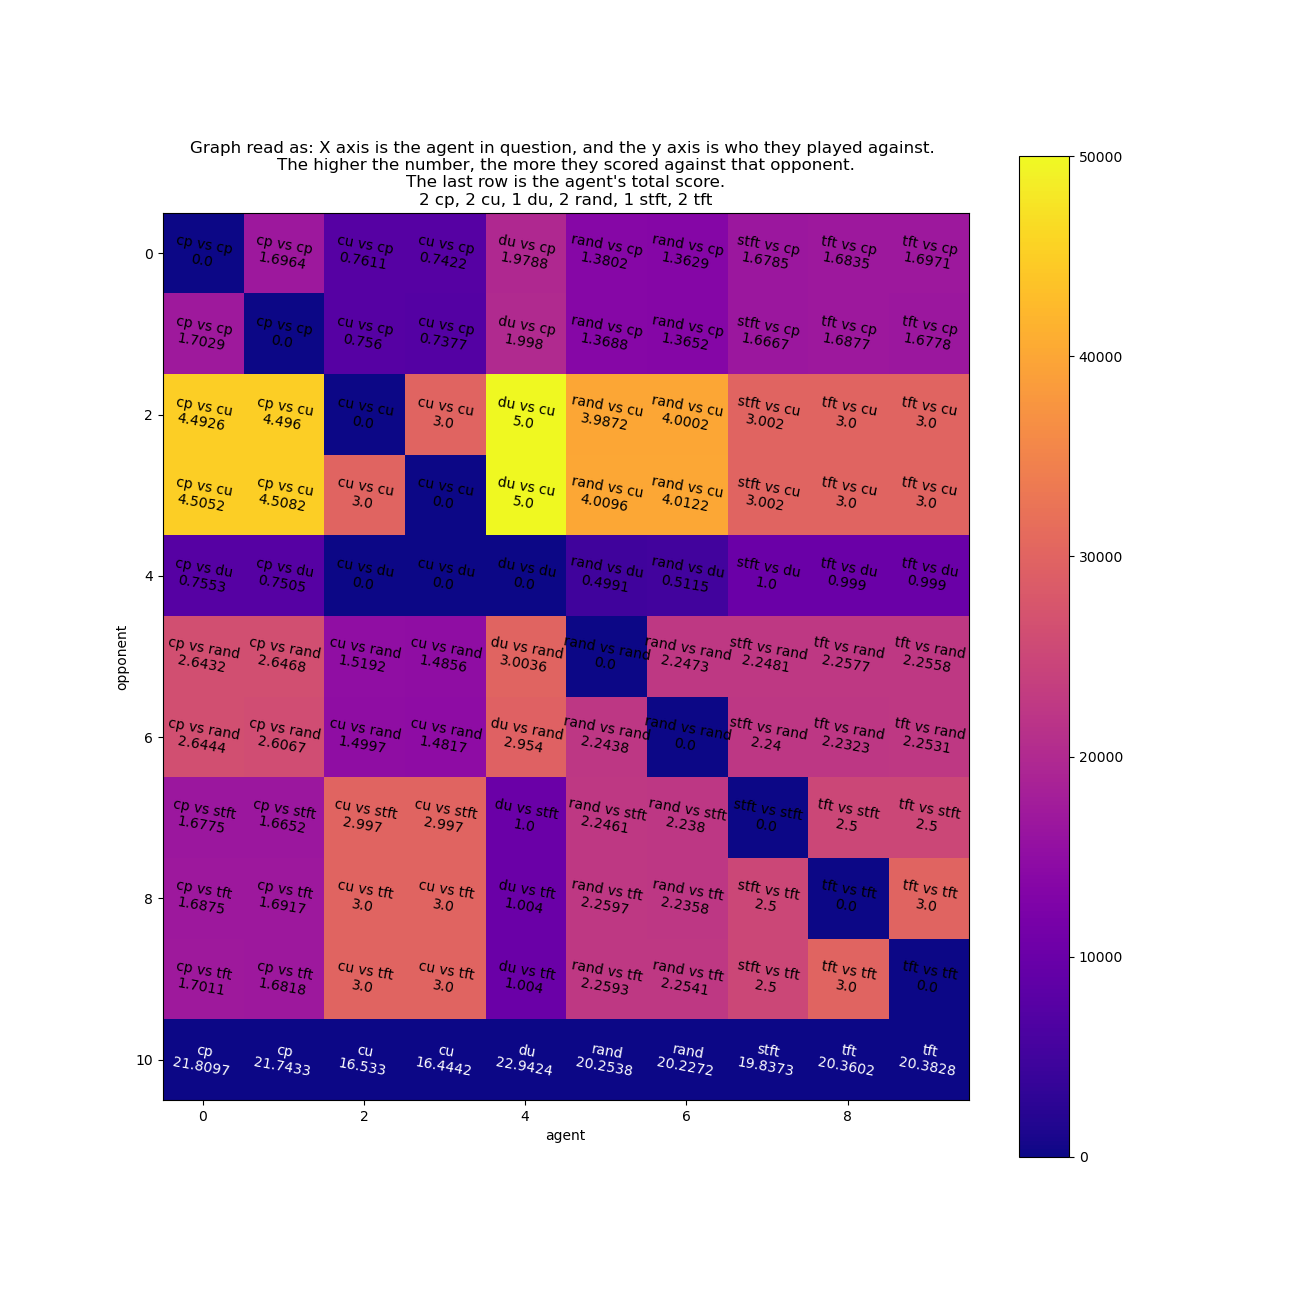 Graph read as: X axis is the agent in question, and the y axis is who they played against.
The higher the number, the more they scored against that opponent.
The last row is the agent's total score.
2 cp, 2 cu, 1 du, 2 rand, 1 stft, 2 tft
0
cp vs cp cp vs cp cu vs cp cu vs cp du vs cp rand vs cp rand vs cp stft vs cp tft vs cp tft vs cp
0.0 1.6964 0.7611 0.7422 1.9788 1.3802 1.3629 1.6785 1.6835 1.6971
cp vs cp cp vs cp cu vs cp cu vs cp du vs cp rand vs cp rand vs cp stft vs cp tft vs cp tft vs cp
1.7029 0.0 0.756 0.7377 1.998 1.3688 1.3652 1.6667 1.6877 1.6778
2
cp vs cu cp vs cu cu vs cu cu vs cu du vs cu rand vs cu rand vs cu stft vs cu tft vs cu tft vs cu
4.4926 4.496 0.0 3.0 5.0 3.9872 4.0002 3.002 3.0 3.0
cp vs cu cp vs cu cu vs cu cu vs cu du vs cu rand vs cu rand vs cu stft vs cu tft vs cu tft vs cu
4.5052 4.5082 3.0 0.0 5.0 4.0096 4.0122 3.002 3.0 3.0
4
cp vs du cp vs du cu vs du cu vs du du vs du rand vs du rand vs du stft vs du tft vs du tft vs du
0.7553 0.7505 0.0 0.0 0.0 0.4991 0.5115 1.0 0.999 0.999
cp vs rand cp vs rand cu vs rand cu vs rand du vs rand rand vs rand rand vs rand stft vs rand tft vs rand tft vs rand
2.6432 2.6468 1.5192 1.4856 3.0036 0.0 2.2473 2.2481 2.2577 2.2558
6
cp vs rand cp vs rand cu vs rand cu vs rand du vs rand rand vs rand rand vs rand stft vs rand tft vs rand tft vs rand
2.6444 2.6067 1.4997 1.4817 2.954 2.2438 0.0 2.24 2.2323 2.2531
cp vs stft cp vs stft cu vs stft cu vs stft du vs stft rand vs stft rand vs stft stft vs stft tft vs stft tft vs stft
1.6775 1.6652 2.997 2.997 1.0 2.2461 2.238 0.0 2.5 2.5
8
cp vs tft cp vs tft cu vs tft cu vs tft du vs tft rand vs tft rand vs tft stft vs tft tft vs tft tft vs tft
1.6875 1.6917 3.0 3.0 1.004 2.2597 2.2358 2.5 0.0 3.0
cp vs tft cp vs tft cu vs tft cu vs tft du vs tft rand vs tft rand vs tft stft vs tft tft vs tft tft vs tft
1.7011 1.6818 3.0 3.0 1.004 2.2593 2.2541 2.5 3.0 0.0
10
cp cp cu cu du rand rand stft tft tft
21.8097 21.7433 16.533 16.4442 22.9424 20.2538 20.2272 19.8373 20.3602 20.3828
0 2 4 6 8
agent
opponent
50000
40000
30000
20000
10000
0